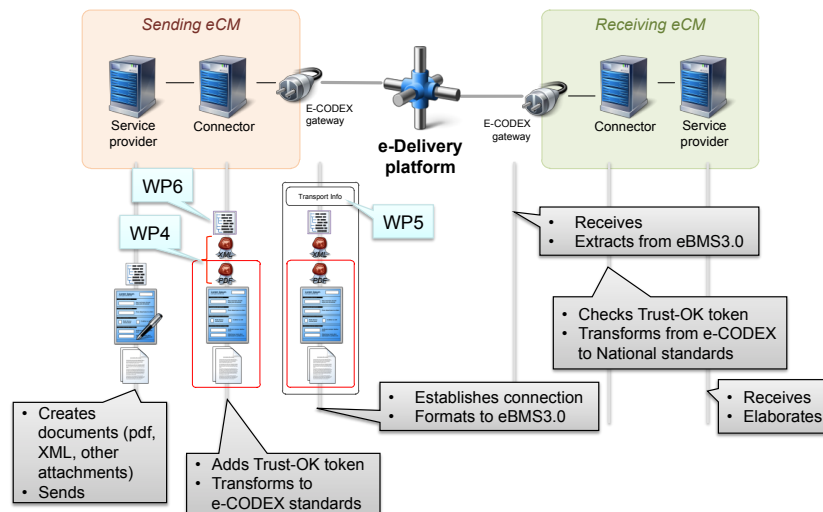 Sending eCM
Receiving eCM
Service
provider
Connector
E-CODEX
gateway
e-Delivery
platform
E-CODEX
gateway
Connector
Service
provider
WP6
WP4
WP5
Transport Info
XML
PDF
XML
PDF
• Receives
• Extracts from eBMS3.0
• Checks Trust-OK token
• Transforms from e-CODEX
to National standards
• Establishes connection
• Formats to eBMS3.0
• Receives
• Elaborates
• Creates
documents (pdf,
XML, other
attachments)
• Sends
• Adds Trust-OK token
• Transforms to
e-CODEX standards